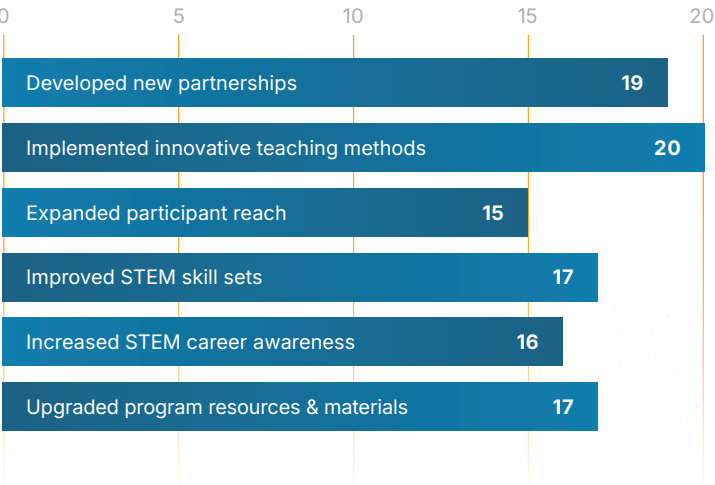 0 5 10 15 20
Developed new partnerships 19
Implemented innovative teaching methods 20
Expanded participant reach 15
Improved STEM skill sets 17
Increased STEM career awareness 16
Upgraded program resources & materials 17